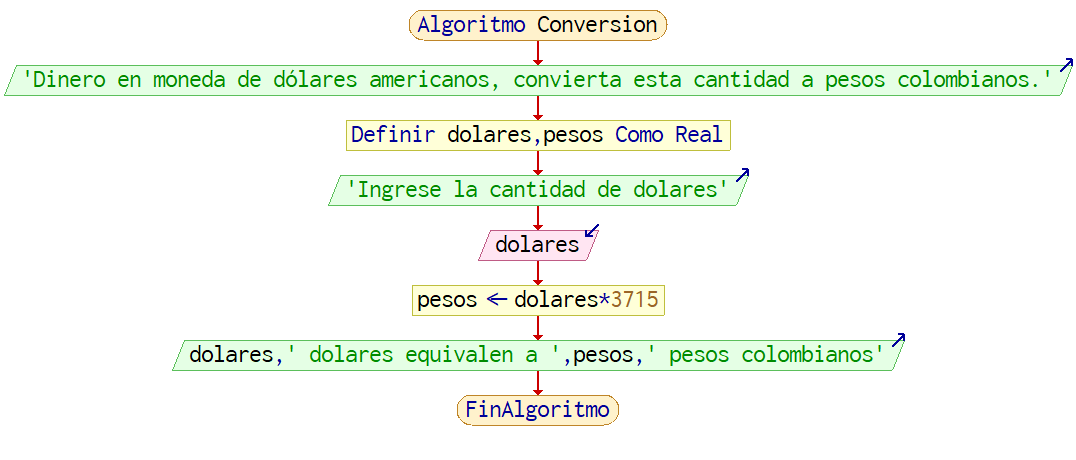 Algoritmo Conversion
'Dinero en moneda de dólares americanos, convierta esta cantidad a pesos colombianos.'
Definir dolares,pesos Como Real
'Ingrese la cantidad de dolares'
dolares
pesos ← dolares*3715
dolares,' dolares equivalen a ',pesos,' pesos colombianos'
FinAlgoritmo